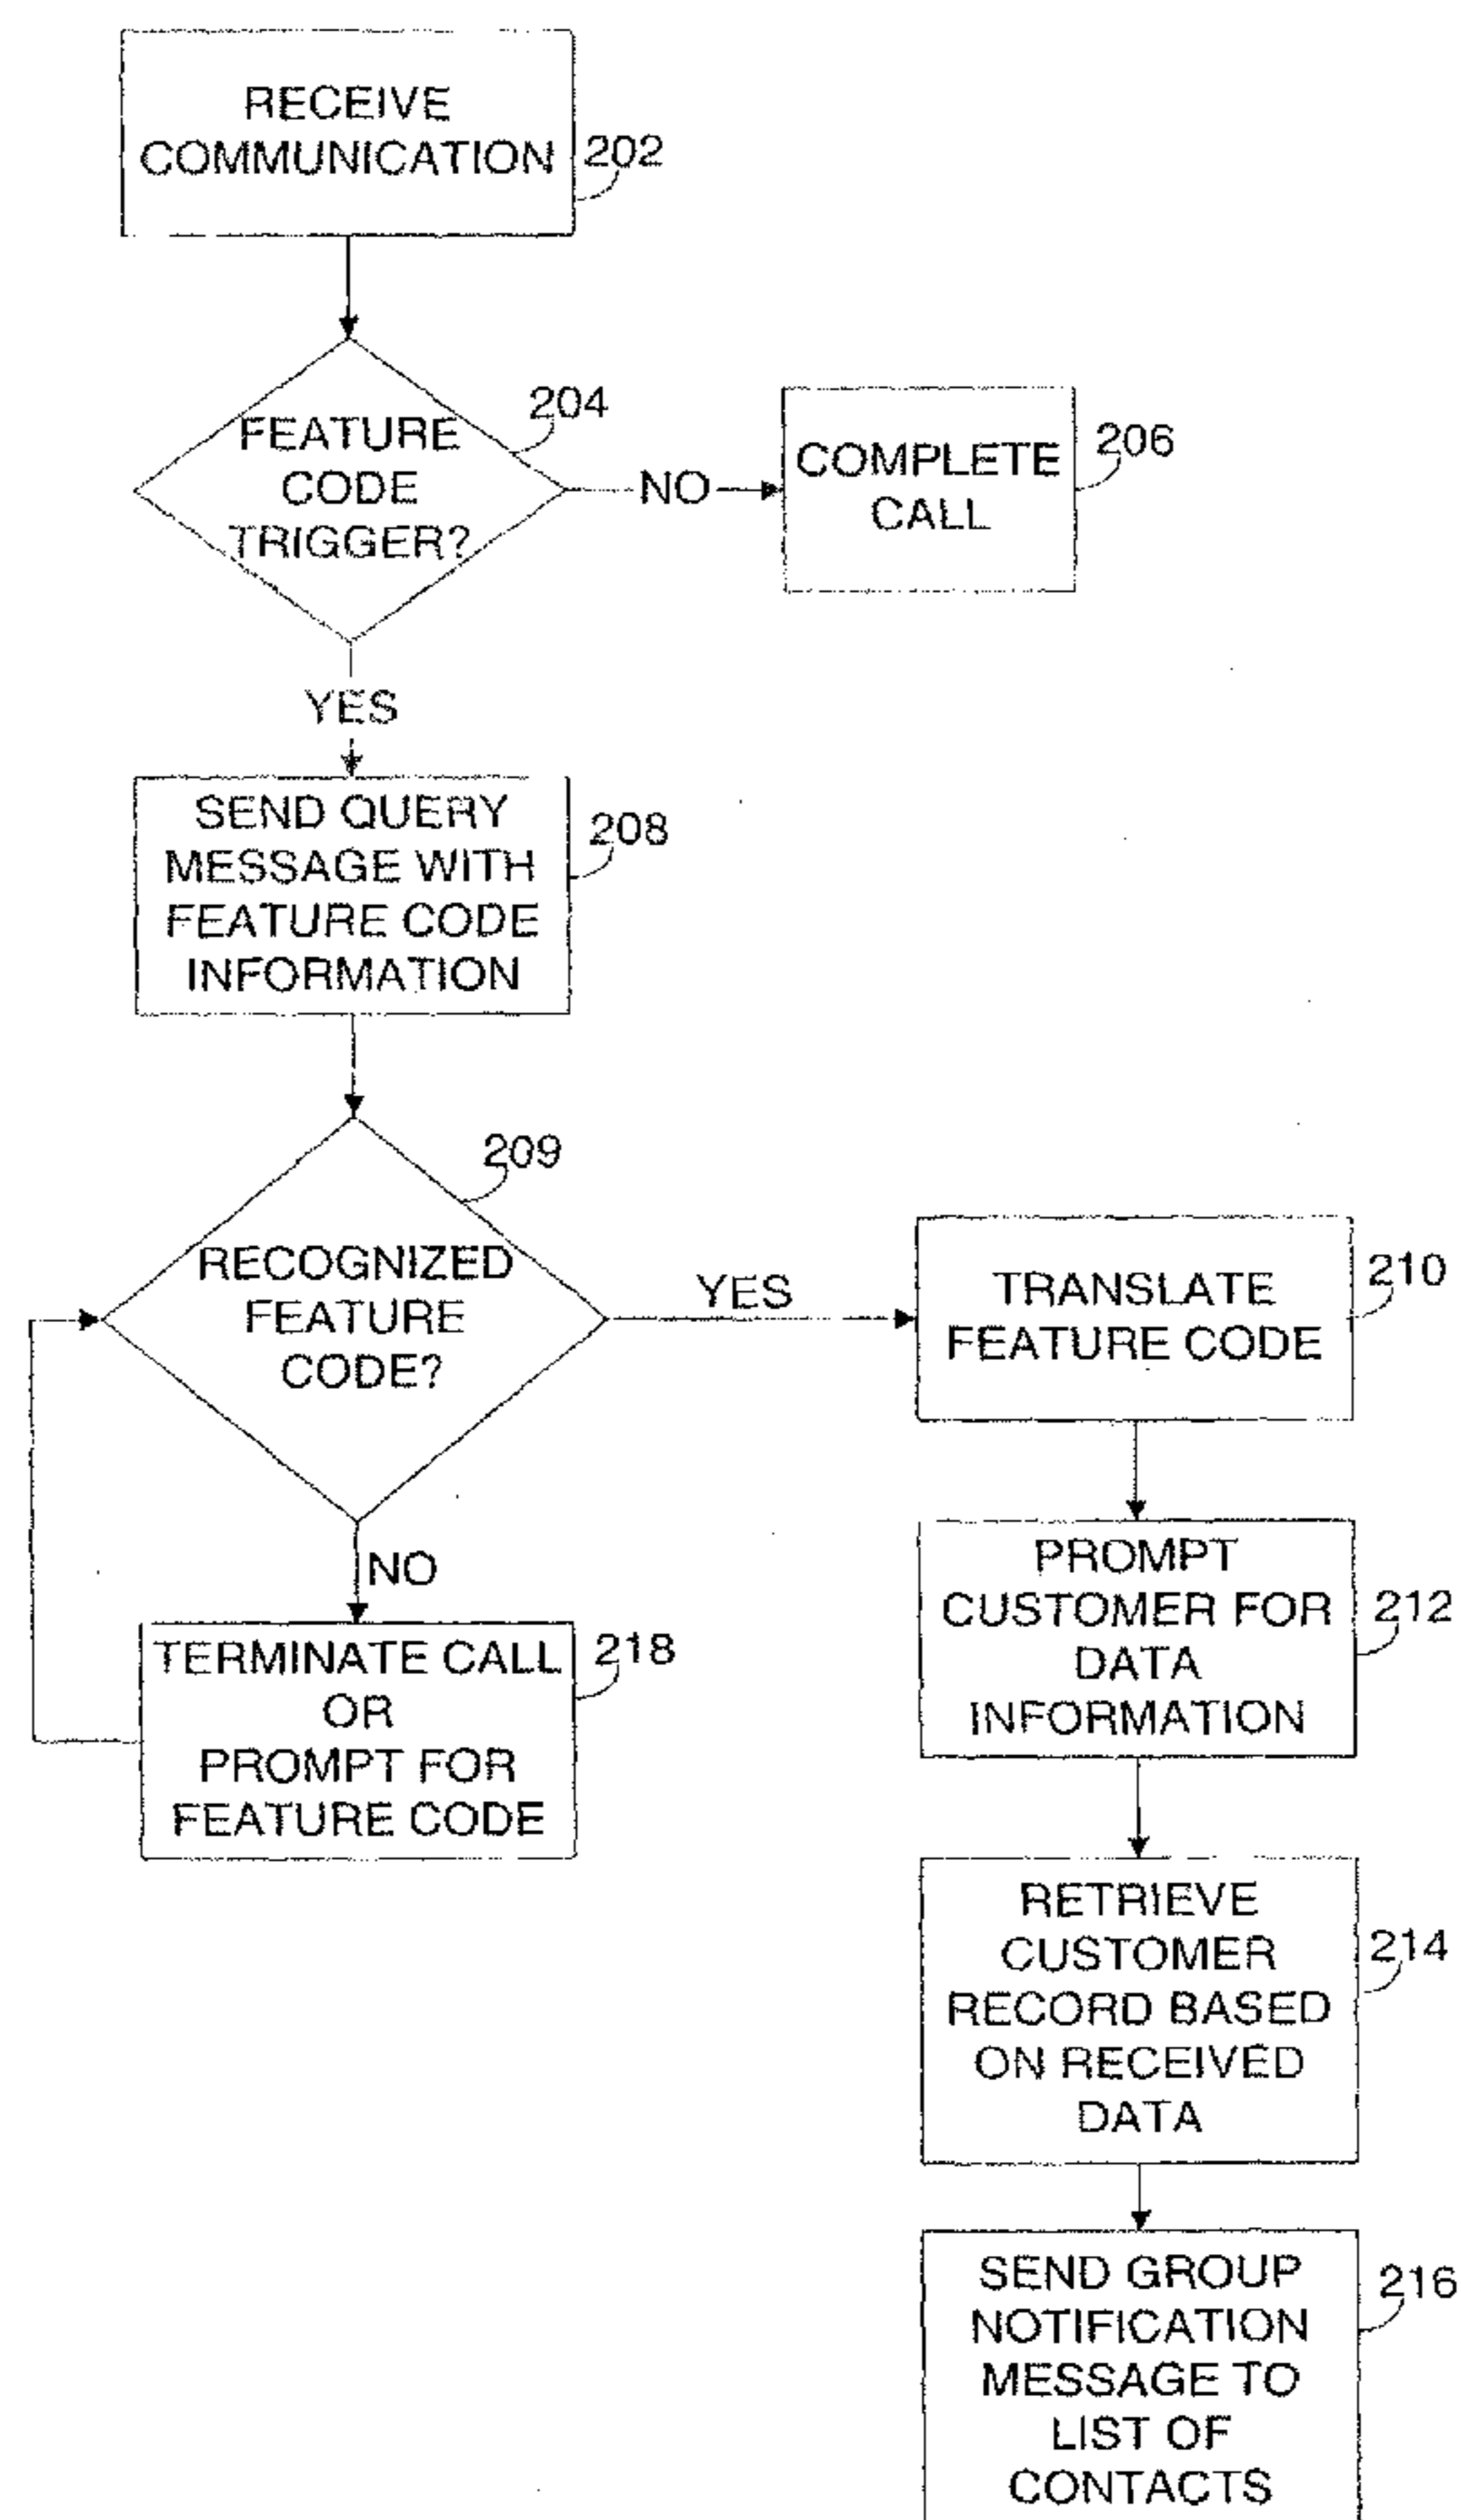 RECEIVE
COMMUNICATION
202
FEATURE
CODE
TRIGGER?
204
NO
COMPLETE
CALL
206
YES
SEND QUERY
MESSAGE WITH
FEATURE CODE
INFORMATION
208
RECOGNIZED
FEATURE
CODE?
209
YES
TRANSLATE
FEATURE CODE
210
NO
TERMINATE CALL
OR
PROMPT FOR
FEATURE CODE
218
PROMPT
CUSTOMER FOR
DATA
INFORMATION
212
RETRIEVE
CUSTOMER
RECORD BASED
ON RECEIVED
DATA
214
SEND GROUP
NOTIFICATION
MESSAGE TO
LIST OF
CONTACTS
216